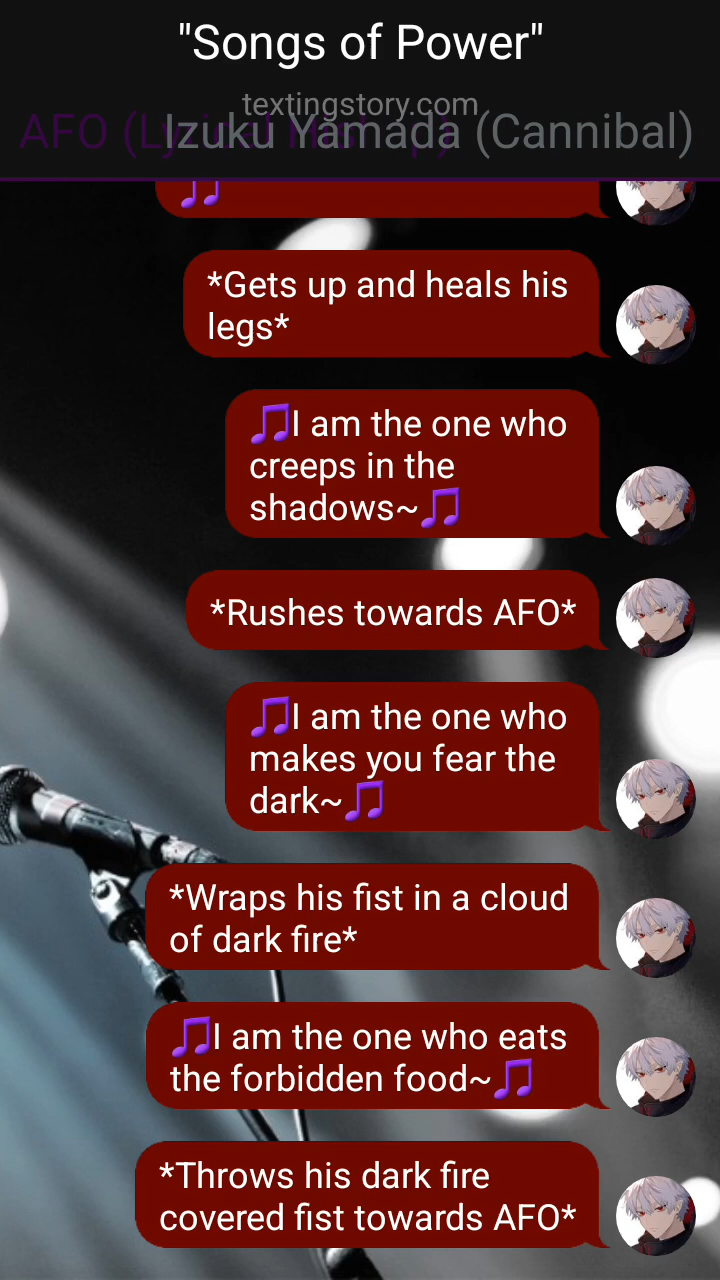 "Songs of Power"
textingstory.com
AFO (Ly
Izuku Yamada (Cannibal)
🎵
*Gets up and heals his
legs*
🎵I am the one who
creeps in the
shadows~🎵
*Rushes towards AFO*
🎵I am the one who
makes you fear the
dark~🎵
*Wraps his fist in a cloud
of dark fire*
🎵I am the one who eats
the forbidden food~🎵
*Throws his dark fire
covered fist towards AFO*